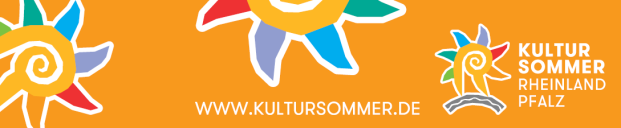 WWW.KULTURSOMMER.DE
KULTUR
SOMMER
RHEINLAND
PFALZ